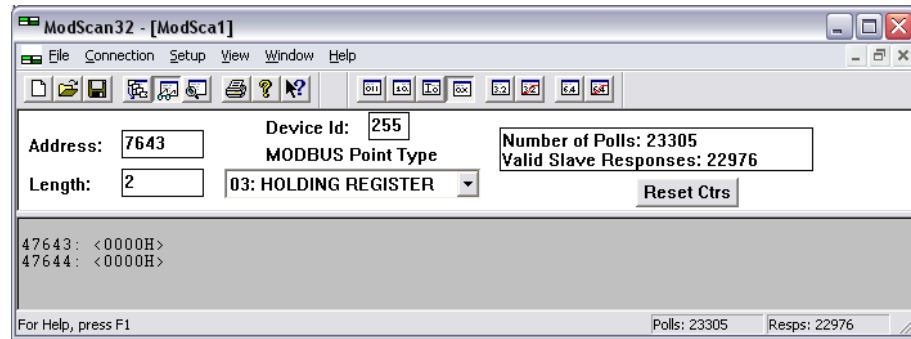 ModScan32 - [ModSca1]
File Connection Setup View Window Help
Address: 7643
Device Id: 255
MODBUS Point Type
Length: 2
03: HOLDING REGISTER
Number of Polls: 23305
Valid Slave Responses: 22976
Reset Ctrs
47643: <0000H>
47644: <0000H>
For Help, press F1
Polls: 23305
Resps: 22976